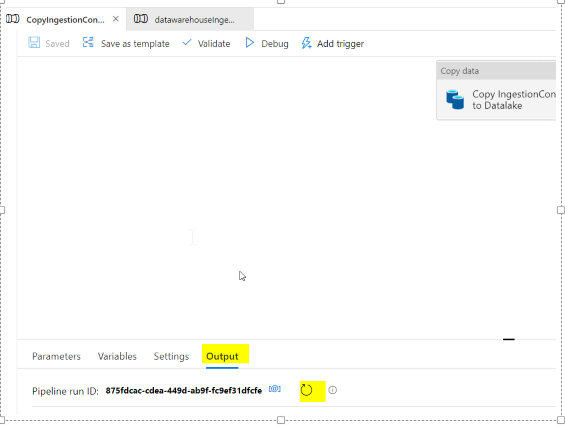 CopyIngestionCon... datawarehouseinge...
Saved Save as template Validate Debug Add trigger
Copy data
Copy IngestionCon
to Datalake
Parameters Variables Settings Output
Pipeline run ID: 875fdcac-cdea-449d-ab9f-fc9ef31dfcfe